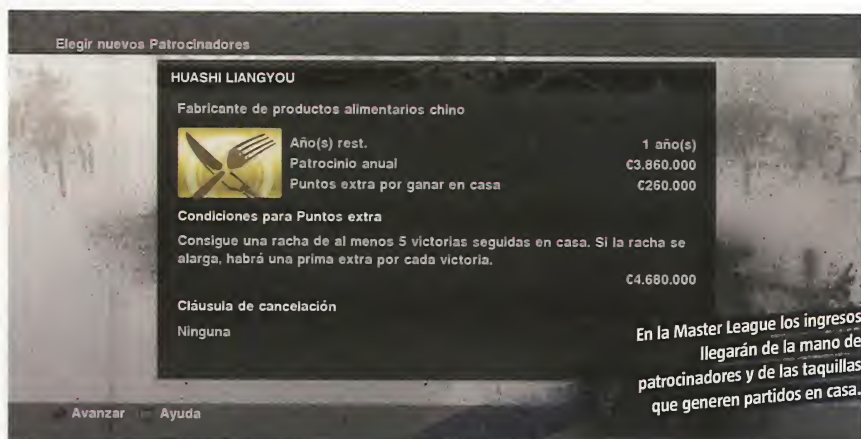 Elegir nuevos Patrocinadores
HUASHI LIANGYOU
Fabricante de productos alimentarios chino
Año(s) rest. 1 año(s)
Patrocinio anual €3.860.000
Puntos extra por ganar en casa €260.000
Condiciones para Puntos extra
Consigue una racha de al menos 5 victorias seguidas en casa. Si la racha se
alarga, habrá una prima extra por cada victoria.
€4.680.000
Cláusula de cancelación
Ninguna
En la Master League los ingresos
llegarán de la mano de
patrocinadores y de las taquillas
que generen partidos en casa.
Avanzar Ayuda